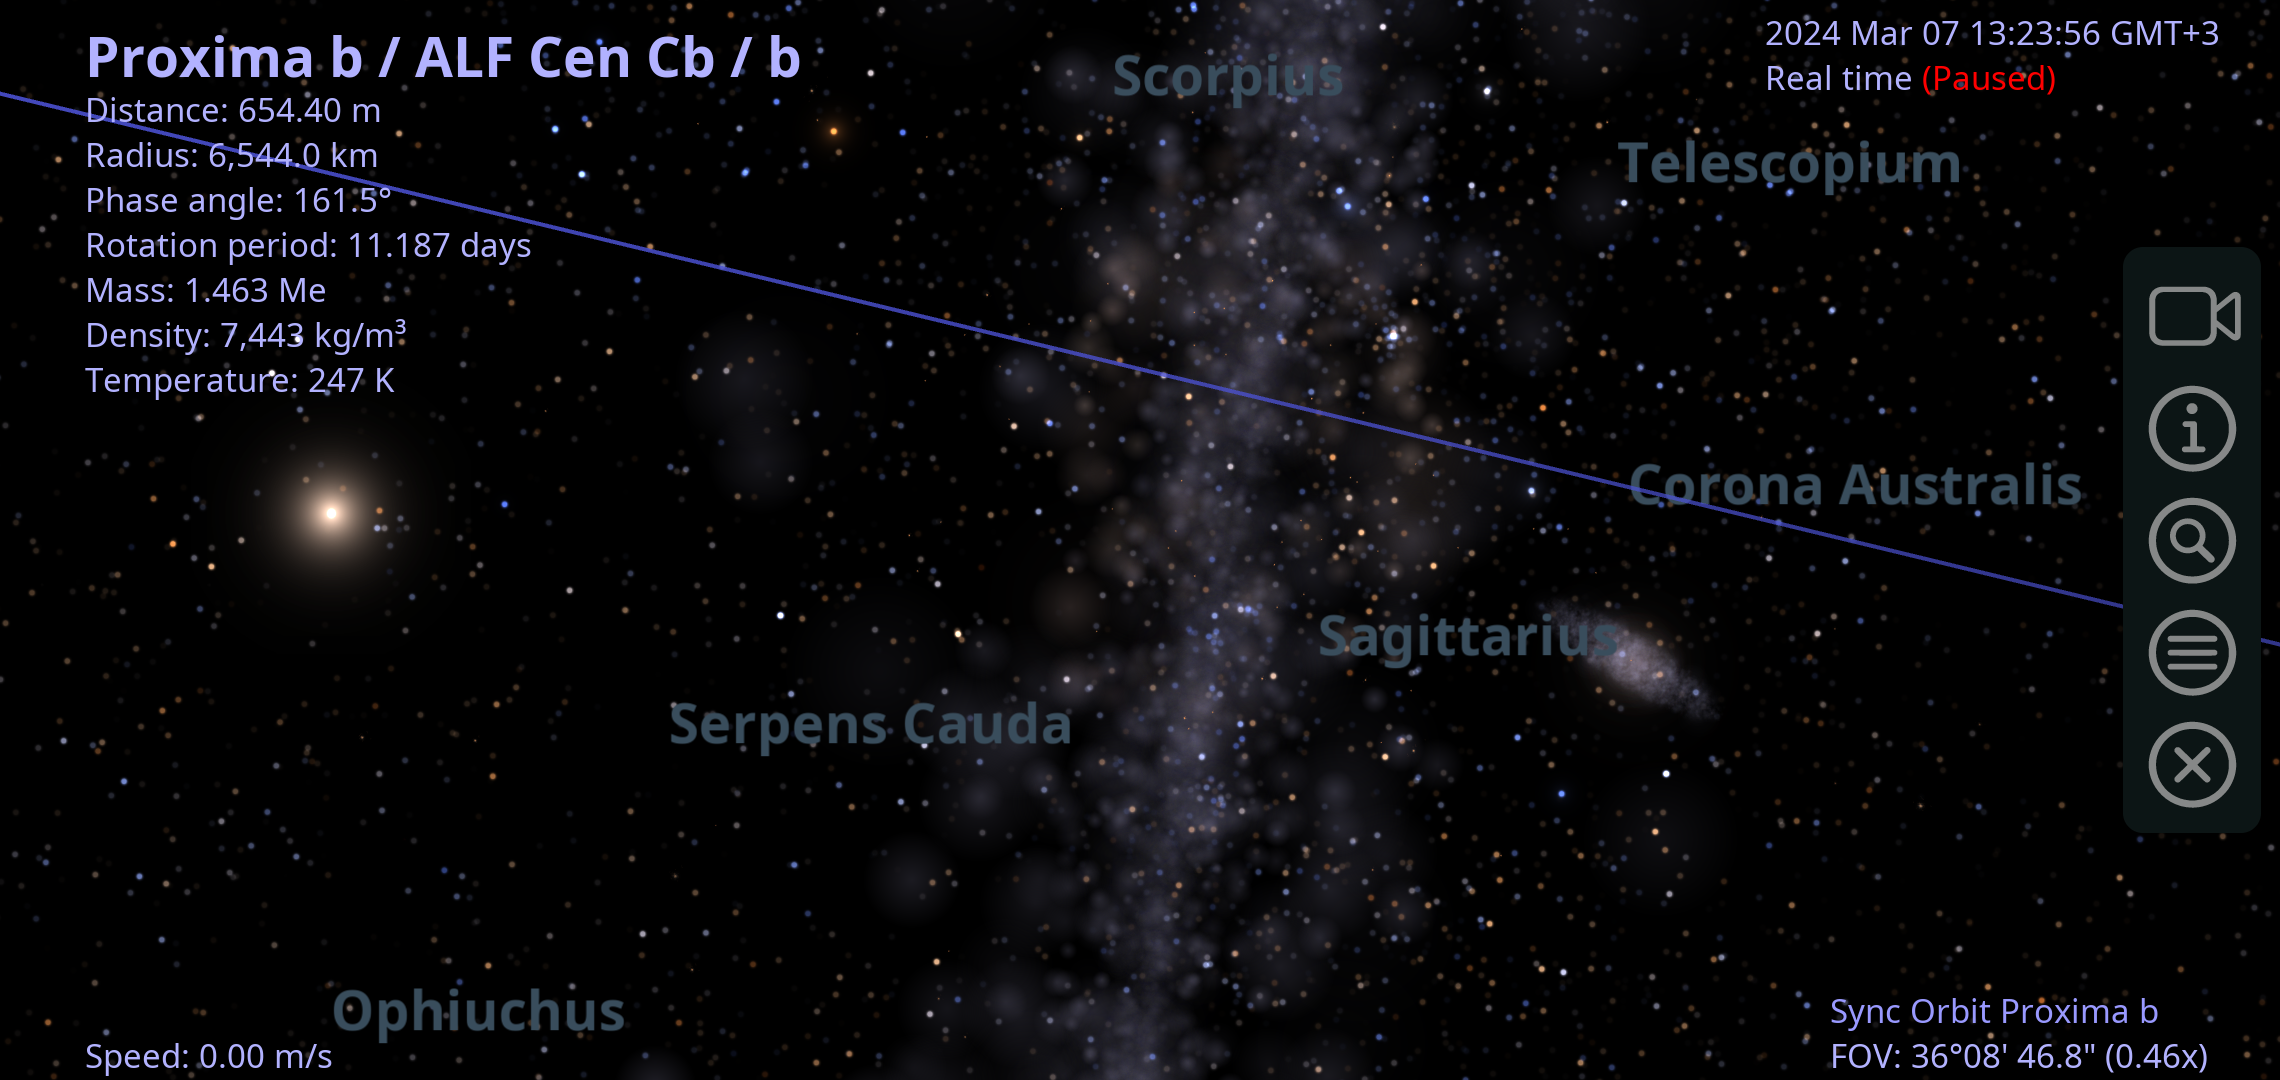 Proxima b / ALF Cen Cb / b
Distance: 654.40 m
Radius: 6,544.0 km
Phase angle: 161.5°
Rotation period: 11.187 days
Mass: 1.463 Me
Density: 7,443 kg/m³
Temperature: 247 K
2024 Mar 07 13:23:56 GMT+3
Real time (Paused)
Scorpius
Telescopium
Corona Australis
Sagittarius
Serpens Cauda
Ophiuchus
Speed: 0.00 m/s
Sync Orbit Proxima b
FOV: 36°08' 46.8" (0.46x)